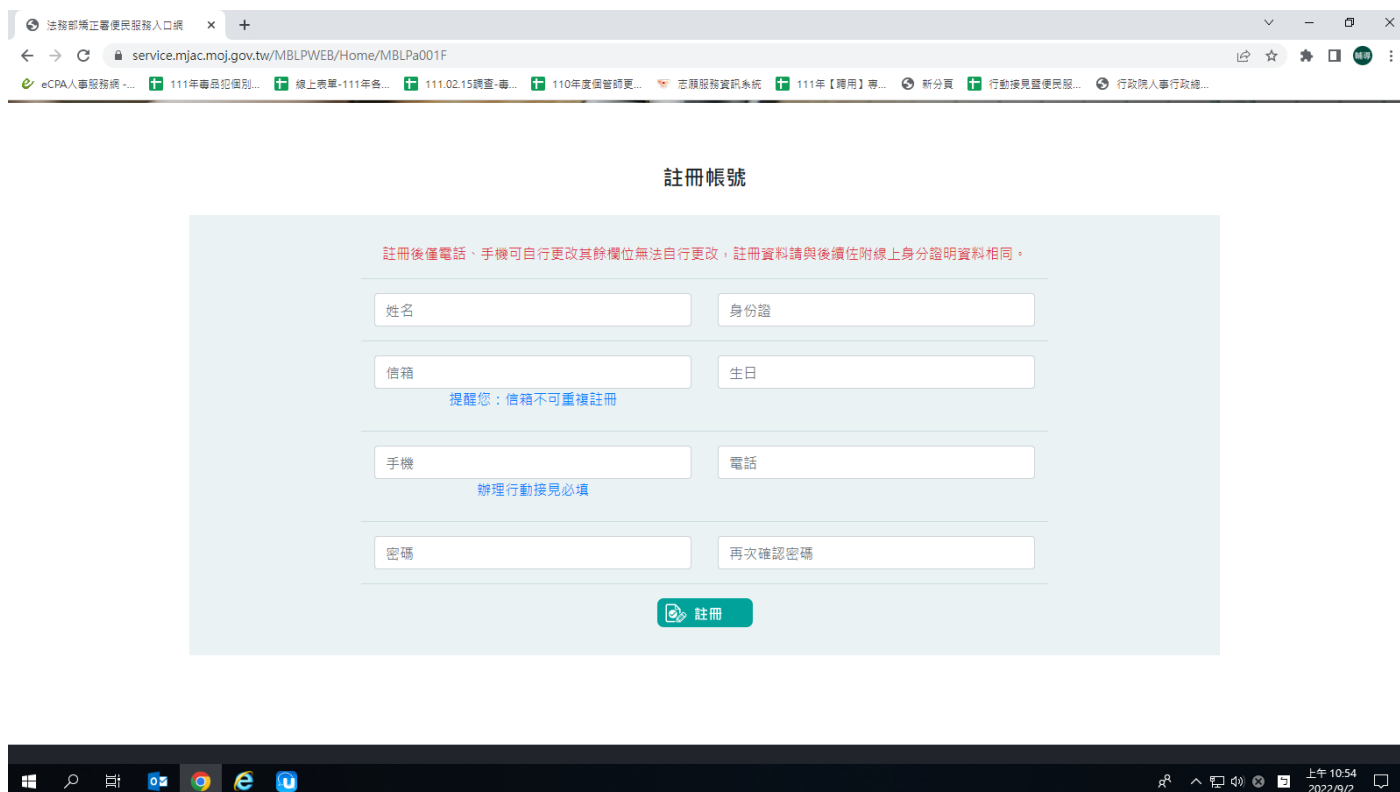 法務部矯正署便民服務入口網
service.mjac.moj.gov.tw/MBLPWEB/Home/MBLPa001F
輔導
eCPA人事服務網 -...
111年毒品犯個別...
線上表單-111年各...
111.02.15調查-毒...
110年度個管師更...
志願服務資訊系統
111年【聘用】專...
新分頁
行動接見暨便民服...
行政院人事行政總...
註冊帳號
註冊後僅電話、手機可自行更改其餘欄位無法自行更改，註冊資料請與後續佐附線上身分證明資料相同。
姓名
身份證
信箱
生日
提醒您：信箱不可重複註冊
手機
電話
辦理行動接見必填
密碼
再次確認密碼
註冊
上午 10:54
2022/9/2